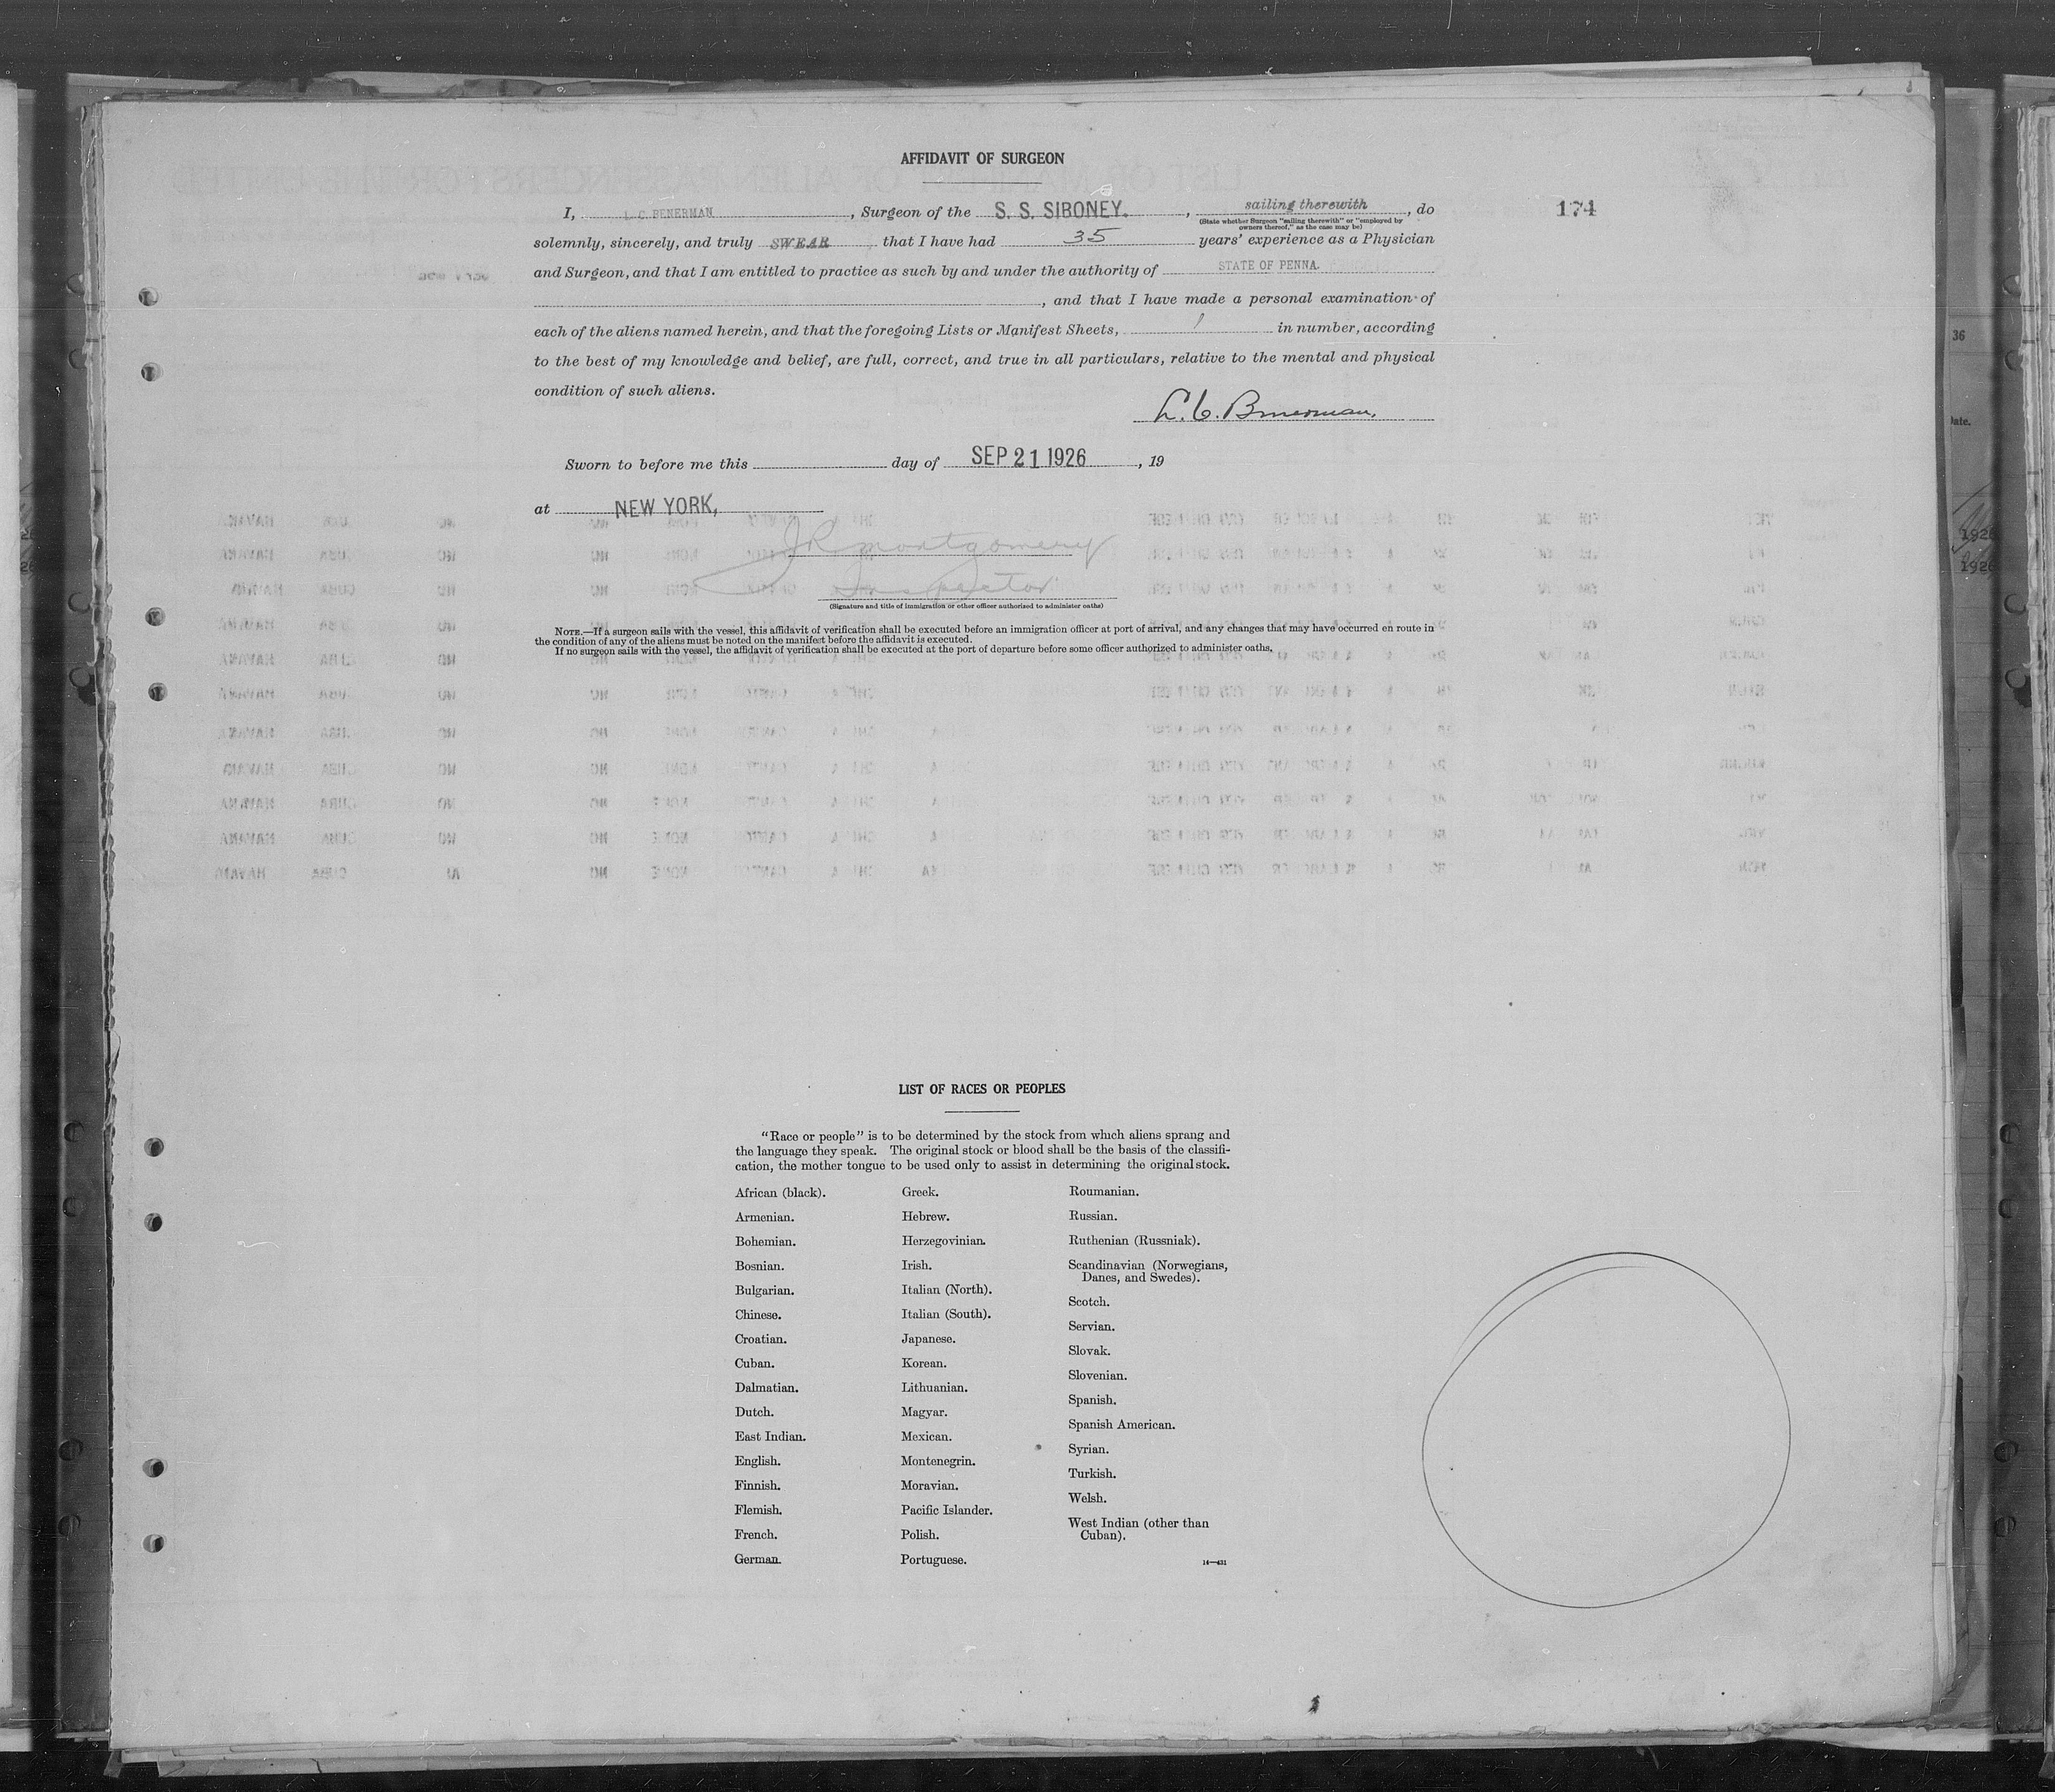 AFFIDAVIT OF SURGEON
I, L. C. BENERMAN, Surgeon of the S. S. SIBONEY., sailing therewith, do
174
(State whether Surgeon "sailing therewith" or "employed by
owners thereof," as the case may be)
solemnly, sincerely, and truly SWEAR that I have had 35 years' experience as a Physician
and Surgeon, and that I am entitled to practice as such by and under the authority of STATE OF PENNA.
, and that I have made a personal examination of
each of the aliens named herein, and that the foregoing Lists or Manifest Sheets, 1 in number, according
to the best of my knowledge and belief, are full, correct, and true in all particulars, relative to the mental and physical
condition of such aliens.
L. C. Benerman.
Sworn to before me this day of SEP 21 1926, 19
at NEW YORK,
J R Montgomery
Inspector
(Signature and title of immigration or other officer authorized to administer oaths)
NOTE.—If a surgeon sails with the vessel, this affidavit of verification shall be executed before an immigration officer at port of arrival, and any changes that may have occurred en route in
the condition of any of the aliens must be noted on the manifest before the affidavit is executed.
If no surgeon sails with the vessel, the affidavit of verification shall be executed at the port of departure before some officer authorized to administer oaths.
36
Date.
1926
1926
LIST OF RACES OR PEOPLES
"Race or people" is to be determined by the stock from which aliens sprang and
the language they speak. The original stock or blood shall be the basis of the classifi-
cation, the mother tongue to be used only to assist in determining the original stock.
African (black).
Armenian.
Bohemian.
Bosnian.
Bulgarian.
Chinese.
Croatian.
Cuban.
Dalmatian.
Dutch.
East Indian.
English.
Finnish.
Flemish.
French.
German.
Greek.
Hebrew.
Herzegovinian.
Irish.
Italian (North).
Italian (South).
Japanese.
Korean.
Lithuanian.
Magyar.
Mexican.
Montenegrin.
Moravian.
Pacific Islander.
Polish.
Portuguese.
Roumanian.
Russian.
Ruthenian (Russniak).
Scandinavian (Norwegians,
Danes, and Swedes).
Scotch.
Servian.
Slovak.
Slovenian.
Spanish.
Spanish American.
Syrian.
Turkish.
Welsh.
West Indian (other than
Cuban).
14—431